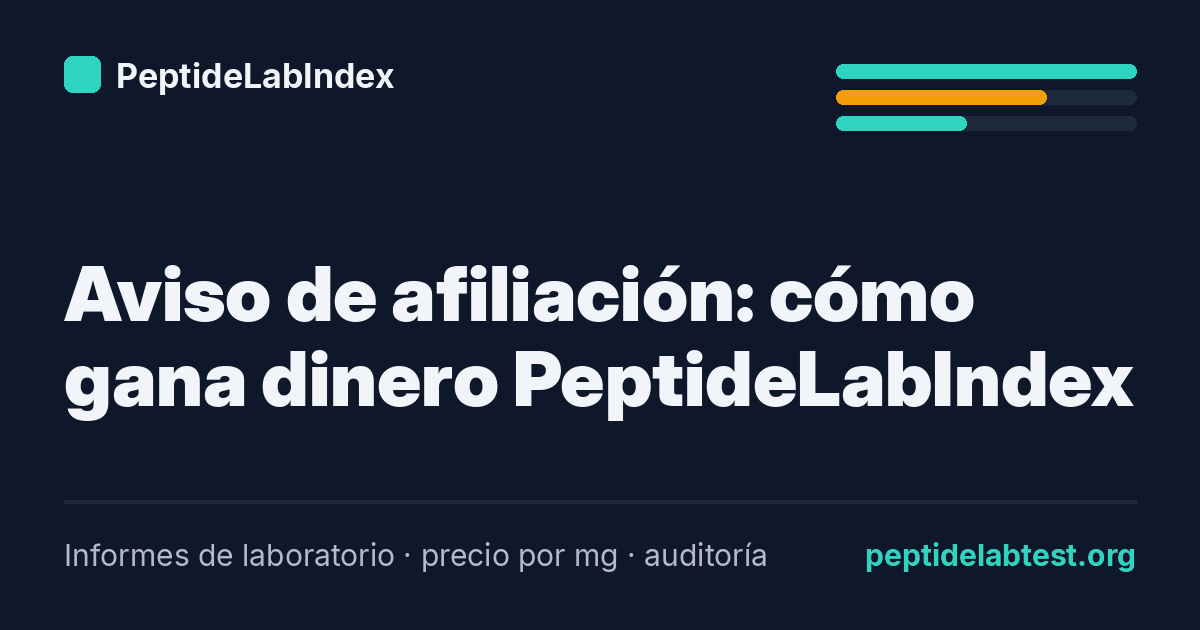 PeptideLabIndex
Aviso de afiliación: cómo
gana dinero PeptideLabIndex
Informes de laboratorio · precio por mg · auditoría
peptidelabtest.org